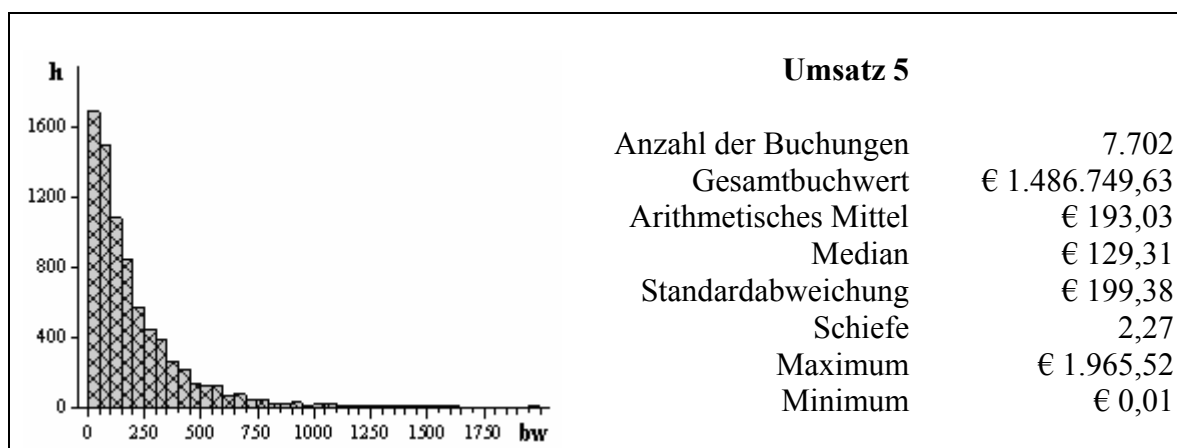 h
1600
1200
800
400
0
0 250 500 750 1000 1250 1500 1750 bw
Umsatz 5
Anzahl der Buchungen 7.702
Gesamtbuchwert € 1.486.749,63
Arithmetisches Mittel € 193,03
Median € 129,31
Standardabweichung € 199,38
Schiefe 2,27
Maximum € 1.965,52
Minimum € 0,01